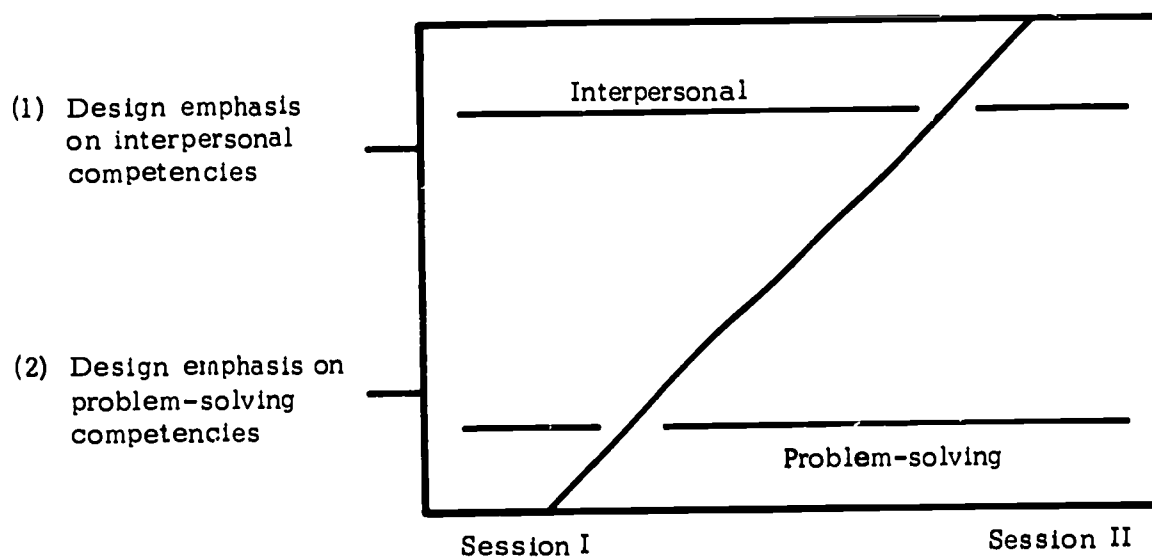 (1) Design emphasis
on interpersonal
competencies
Interpersonal
(2) Design emphasis on
problem-solving
competencies
Problem-solving
Session I
Session II